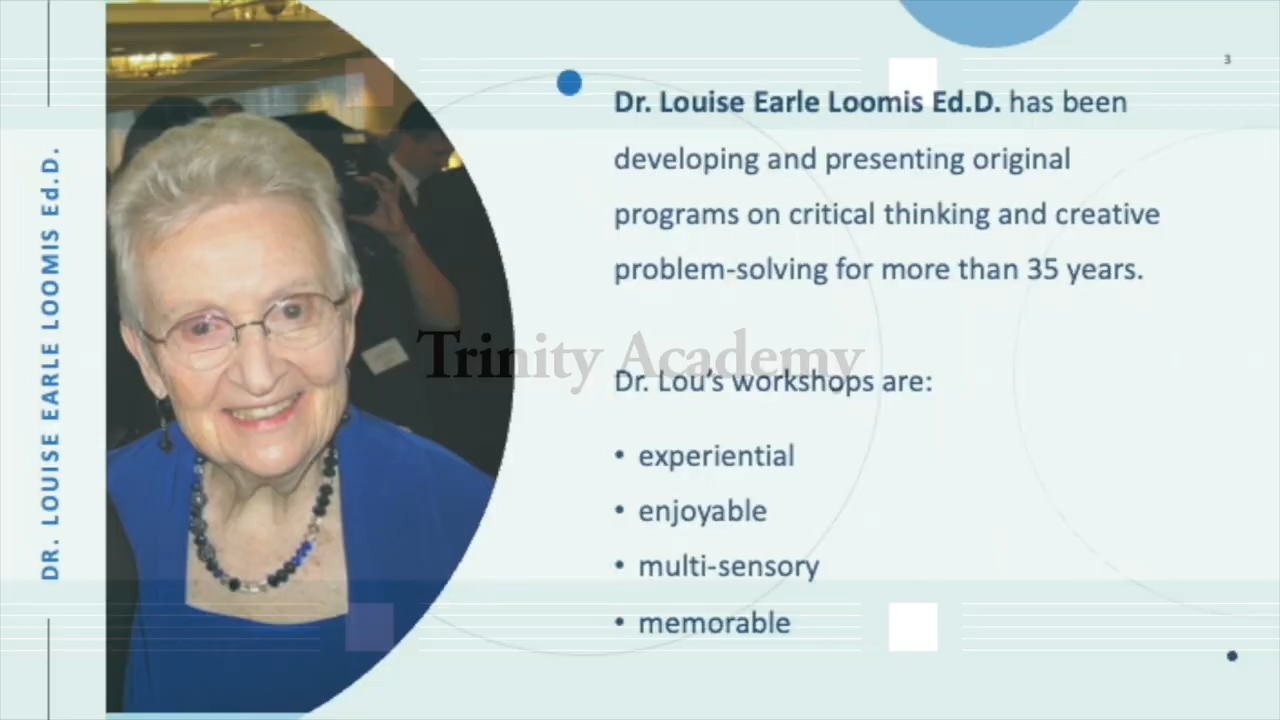 DR. LOUISE EARLE LOOMIS Ed.D.
3
Dr. Louise Earle Loomis Ed.D. has been
developing and presenting original
programs on critical thinking and creative
problem-solving for more than 35 years.
Trinity Academy
Dr. Lou's workshops are:
• experiential
• enjoyable
• multi-sensory
• memorable